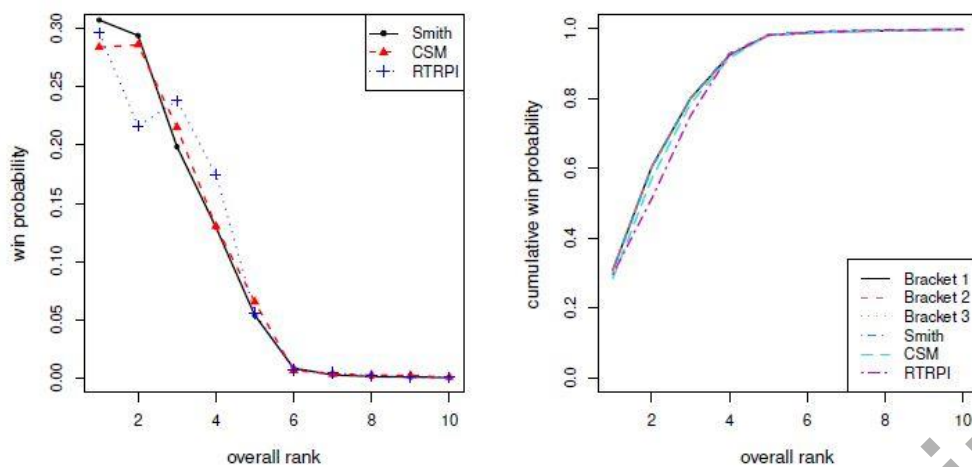 win probability
0.30
0.25
0.20
0.15
0.10
0.05
0.00
Smith
CSM
RTRPI
2 4 6 8 10
overall rank
cumulative win probability
1.0
0.8
0.6
0.4
0.2
0.0
Bracket 1
Bracket 2
Bracket 3
Smith
CSM
RTRPI
2 4 6 8 10
overall rank